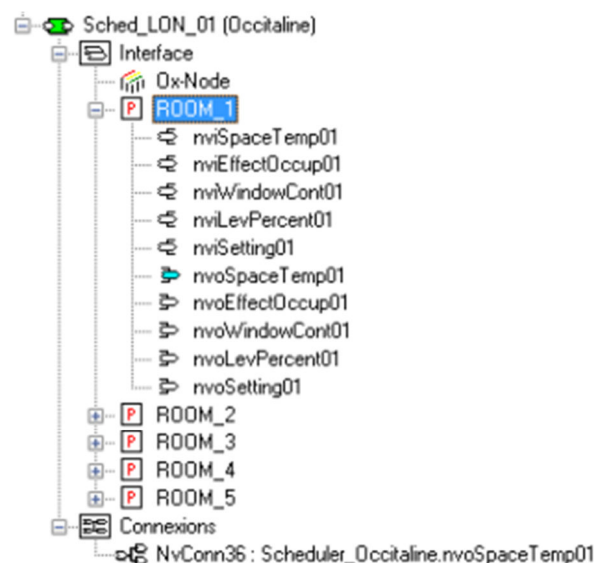 Sched_LON_01 (Occitaline)
Interface
Ox-Node
P ROOM_1
nviSpaceTemp01
nviEffectOccup01
nviWindowCont01
nviLevPercent01
nviSetting01
nvoSpaceTemp01
nvoEffectOccup01
nvoWindowCont01
nvoLevPercent01
nvoSetting01
P ROOM_2
P ROOM_3
P ROOM_4
P ROOM_5
Connexions
NvConn36 : Scheduler_Occitaline.nvoSpaceTemp01